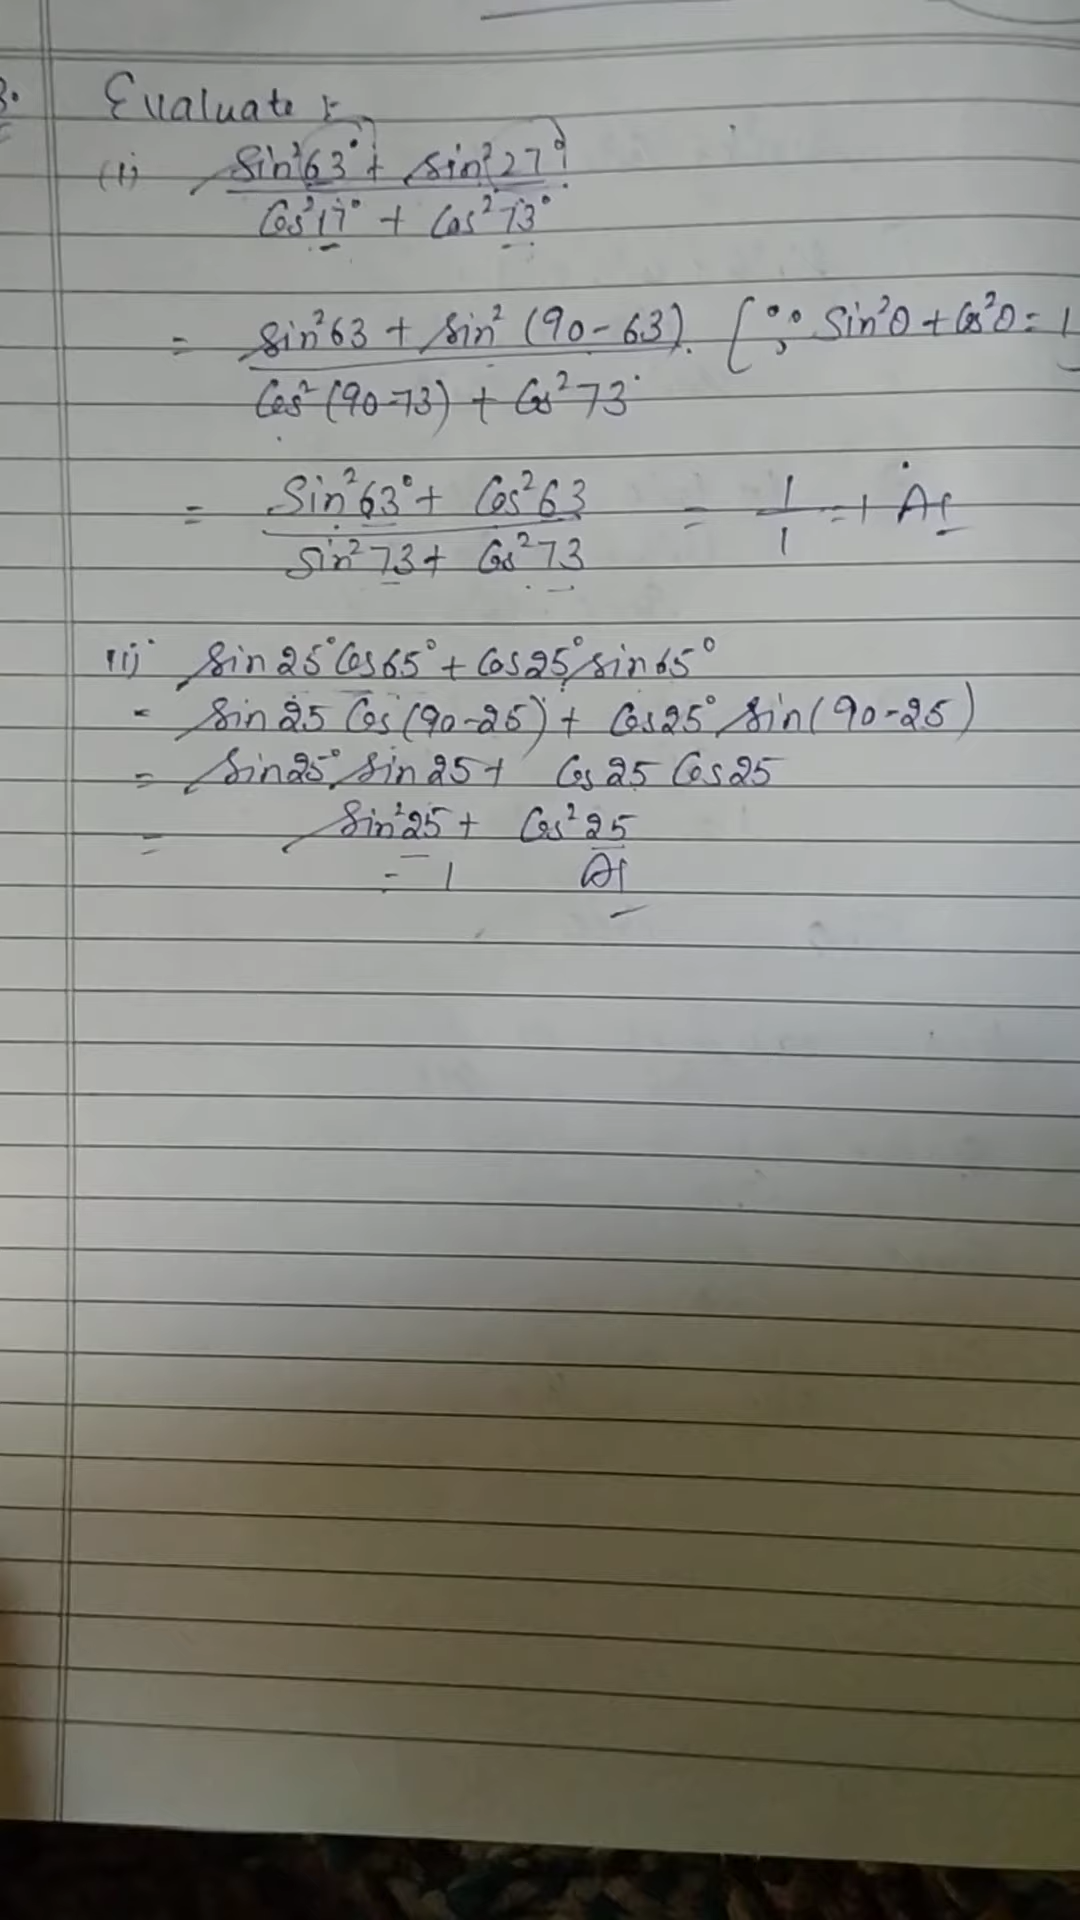 3. Evaluate :-
(i) sin²63° + sin²27°
Cos²17° + Cos²73°
= sin²63 + sin² (90-63). [∵ sin²θ + Cos²θ = 1
Cos² (90-73) + Cos²73°
= Sin²63° + Cos²63 = 1/1 = 1 As
Sin²73 + Cos²73
(ii) sin25°Cos65° + Cos25° sin65°
= sin25 Cos (90-25) + Cos25° sin(90-25)
= sin25° sin25 + Cos25 Cos25
= sin²25 + Cos²25
= 1 As